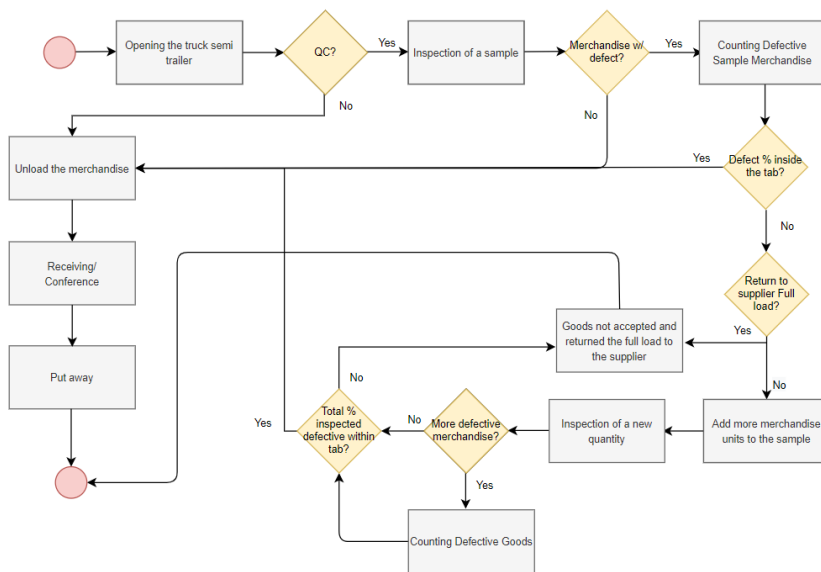 Opening the truck semi
trailer
QC?
Yes
Inspection of a sample
Merchandise w/
defect?
Yes
Counting Defective
Sample Merchandise
No
No
Unload the merchandise
Yes
Defect % inside
the tab?
No
Receiving/
Conference
Return to
supplier Full
load?
Goods not accepted and
returned the full load to
the supplier
Yes
Put away
No
No
Total %
inspected
defective within
tab?
Yes
No
More defective
merchandise?
Inspection of a new
quantity
Add more merchandise
units to the sample
Yes
Counting Defective Goods